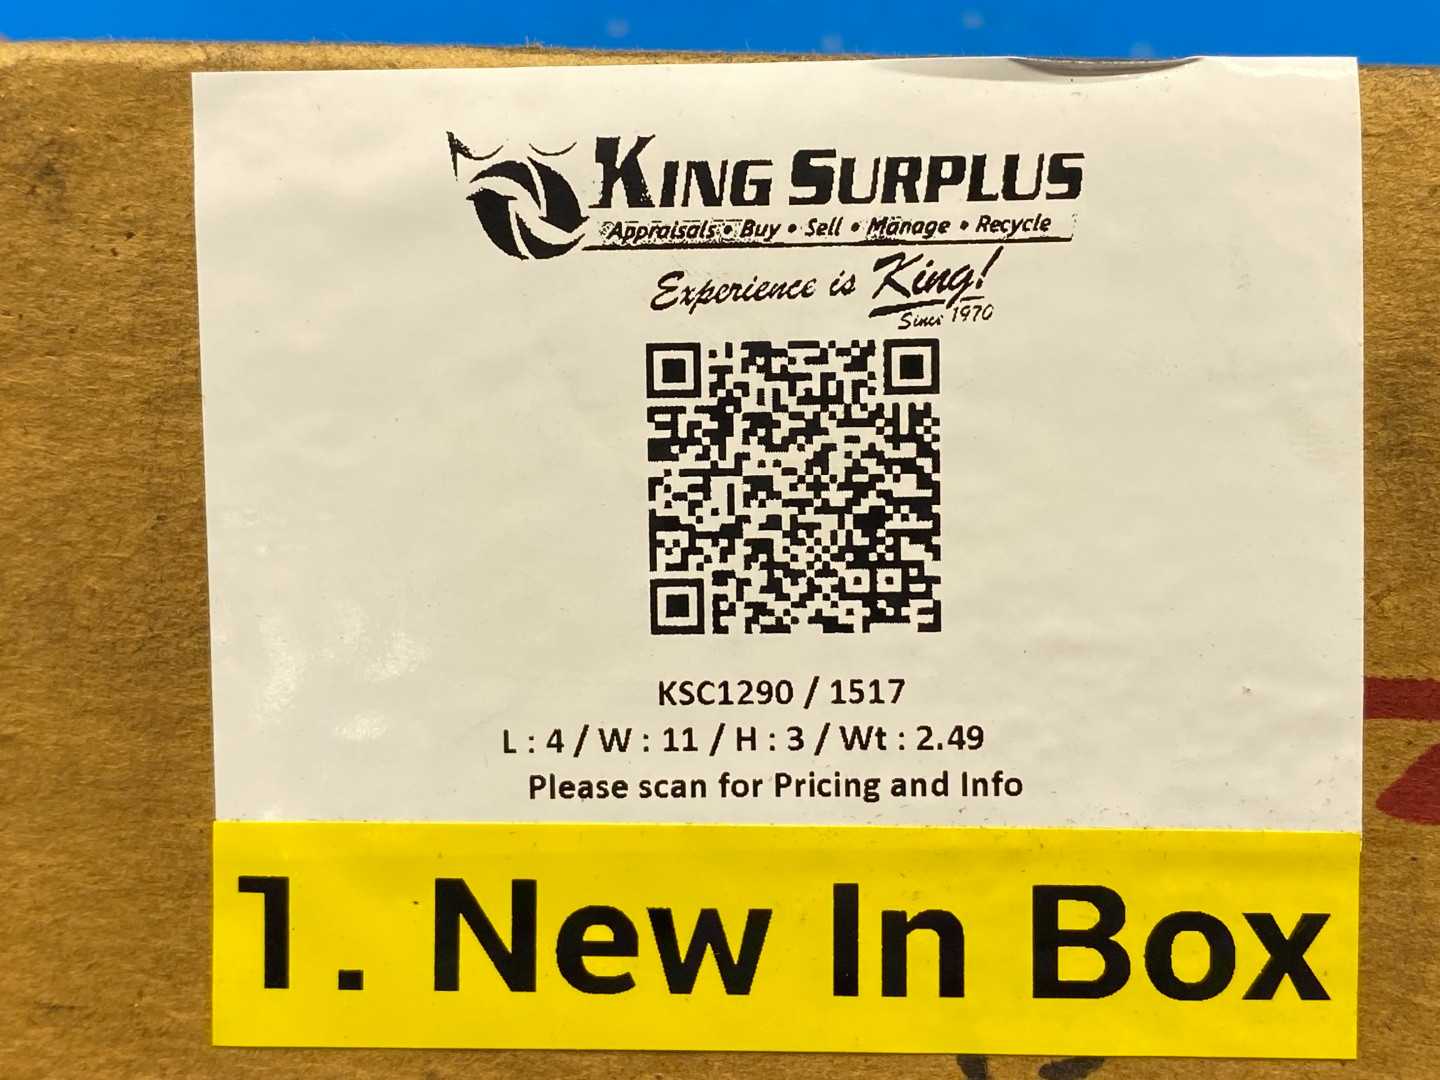 KING SURPLUS
Appraisals • Buy • Sell • Manage • Recycle
Experience is King!
Since 1970
KSC1290 / 1517
L : 4 / W : 11 / H : 3 / Wt : 2.49
Please scan for Pricing and Info
1. New In Box